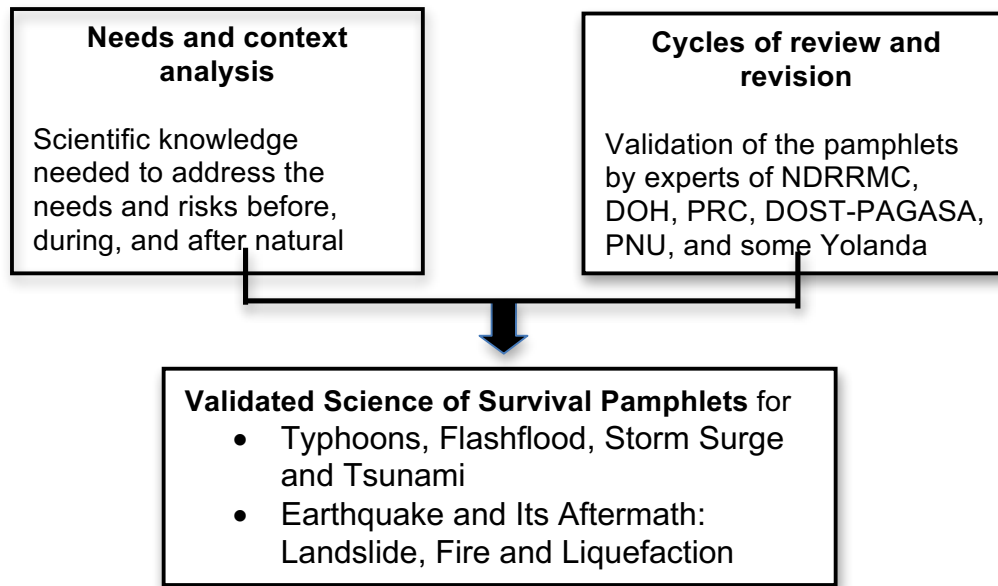 Needs and context
analysis
Scientific knowledge
needed to address the
needs and risks before,
during, and after natural
Cycles of review and
revision
Validation of the pamphlets
by experts of NDRRMC,
DOH, PRC, DOST-PAGASA,
PNU, and some Yolanda
Validated Science of Survival Pamphlets for
• Typhoons, Flashflood, Storm Surge
and Tsunami
• Earthquake and Its Aftermath:
Landslide, Fire and Liquefaction